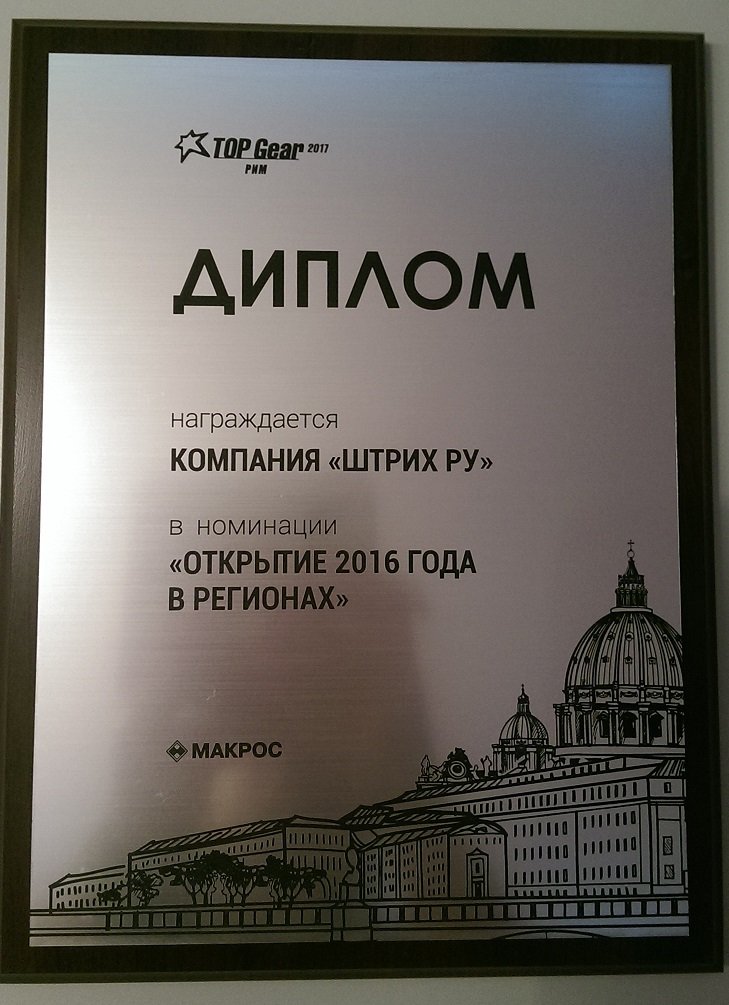 TOP Gear 2017
РИМ
ДИПЛОМ
награждается
КОМПАНИЯ «ШТРИХ РУ»
в номинации
«ОТКРЫТИЕ 2016 ГОДА
В РЕГИОНАХ»
МАКРОС